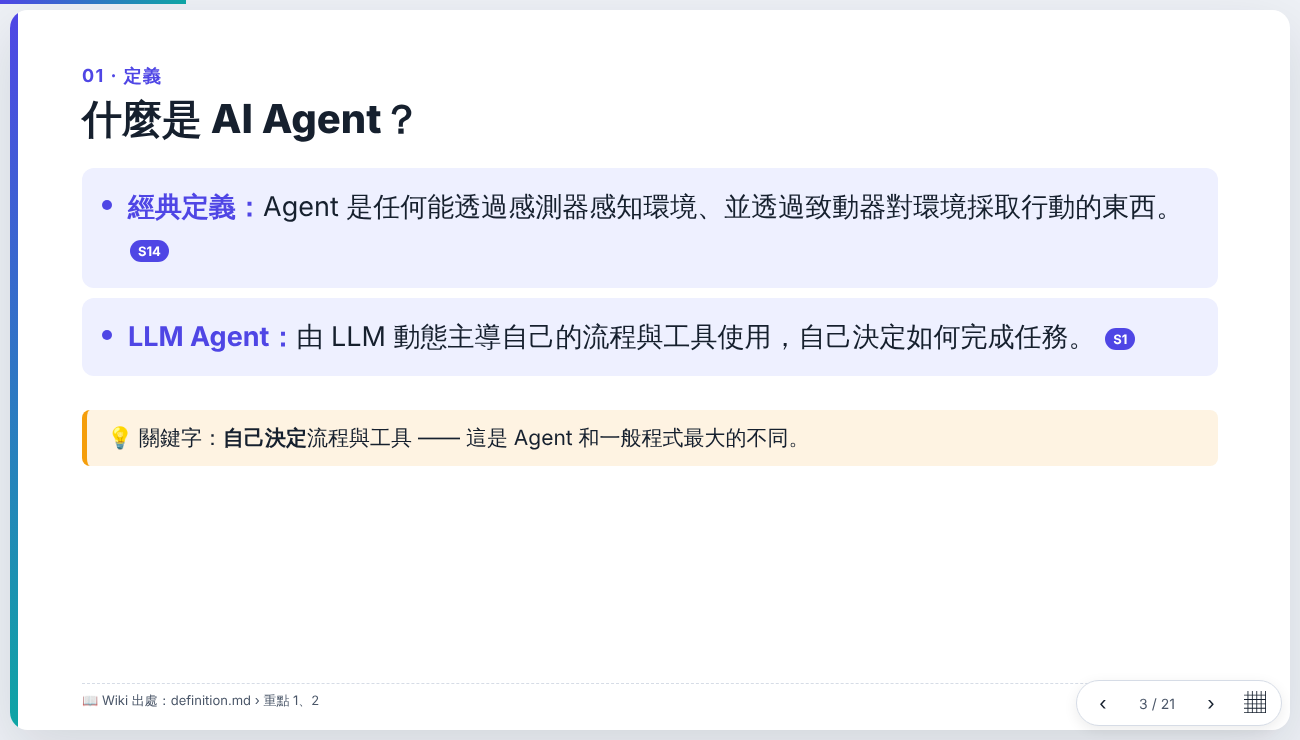 01 · 定義
什麼是 AI Agent？
• 經典定義：Agent 是任何能透過感測器感知環境、並透過致動器對環境採取行動的東西。
S14
• LLM Agent：由 LLM 動態主導自己的流程與工具使用，自己決定如何完成任務。 S1
💡 關鍵字：自己決定流程與工具 —— 這是 Agent 和一般程式最大的不同。
📖 Wiki 出處：definition.md › 重點 1、2
‹ 3 / 21 ›